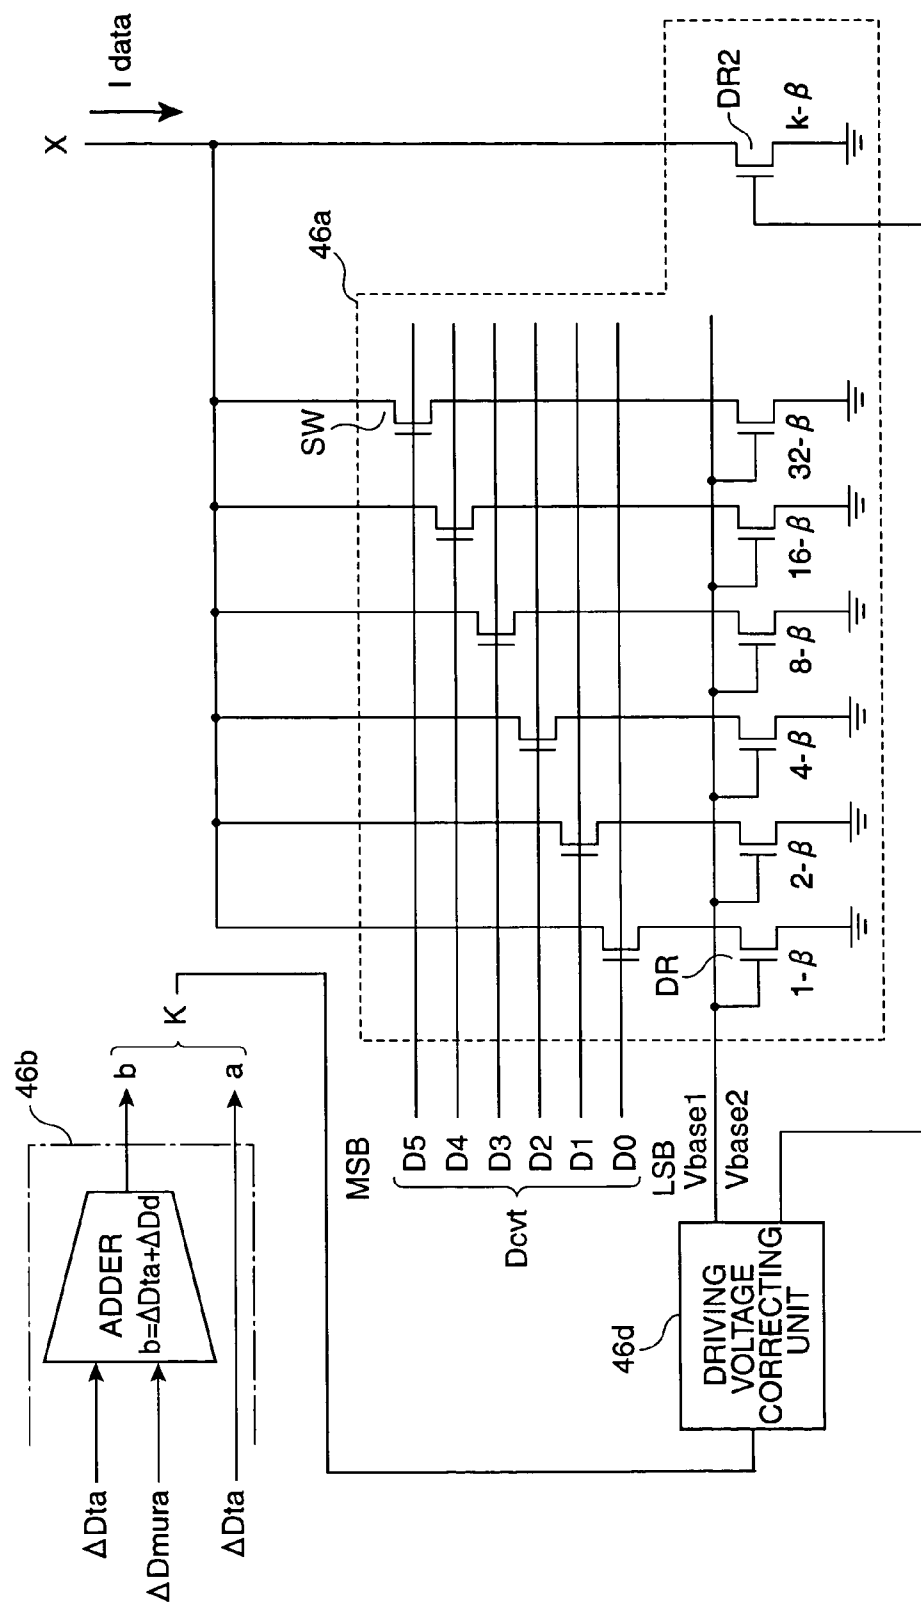 46b
ΔDta
ΔDmura
ΔDta
ADDER
b=ΔDta+ΔDd
b
a
K
X
I data
46a
SW
MSB
D5
D4
D3
D2
D1
D0
Dcvt
LSB
Vbase1
Vbase2
DR
DR2
1-β
2-β
4-β
8-β
16-β
32-β
k-β
46d
DRIVING
VOLTAGE
CORRECTING
UNIT